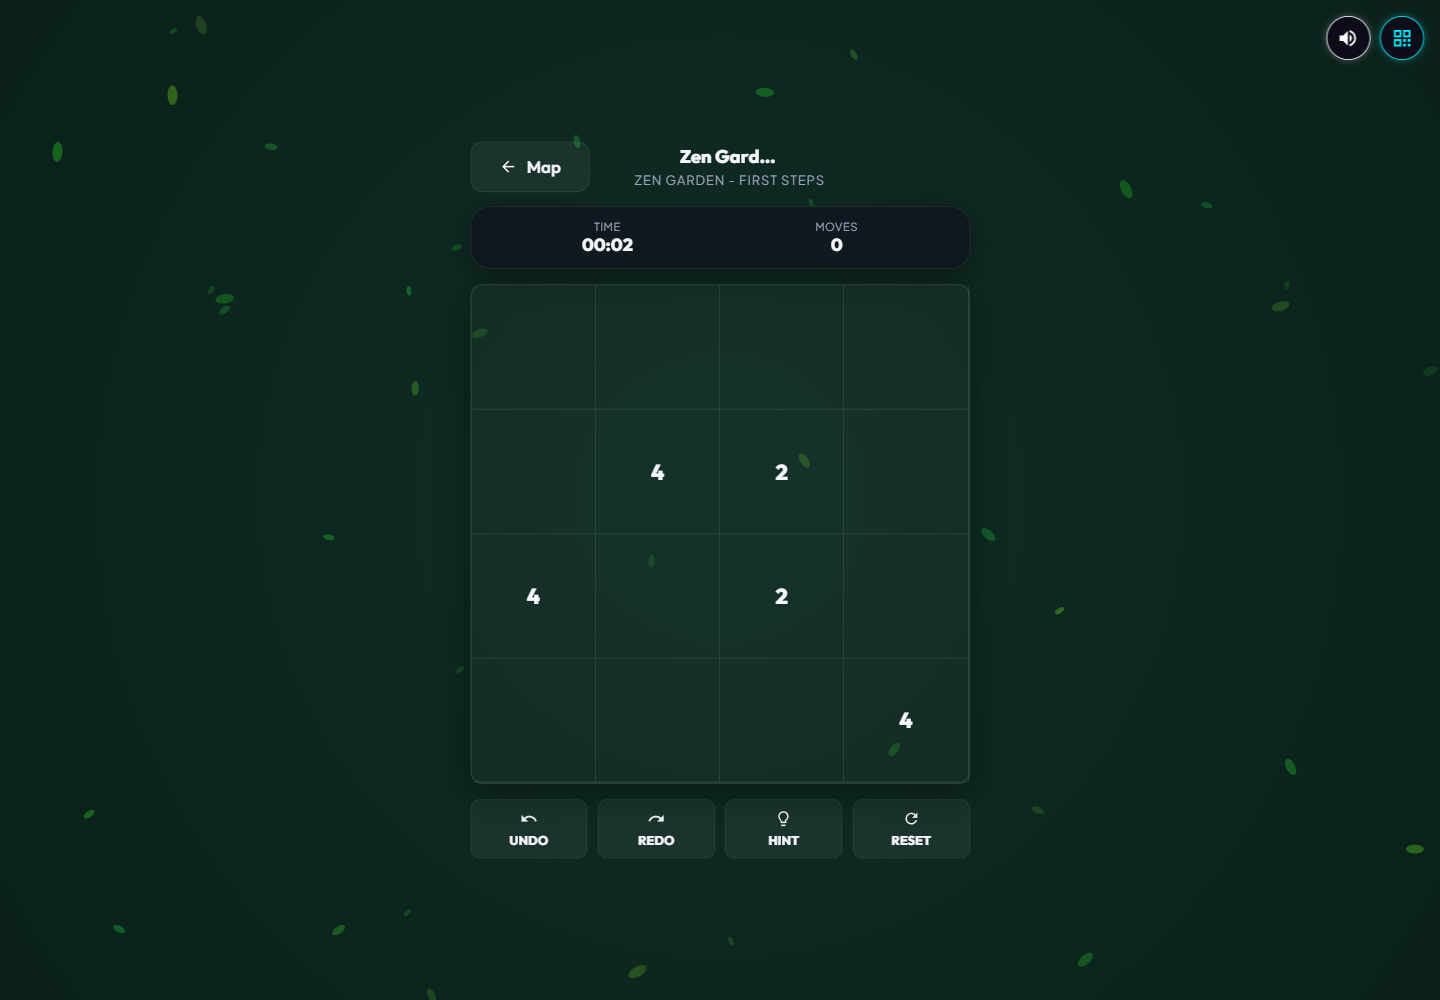 Map
Zen Gard...
ZEN GARDEN - FIRST STEPS
TIME
00:02
MOVES
0
4 2
4 2
4
UNDO
REDO
HINT
RESET